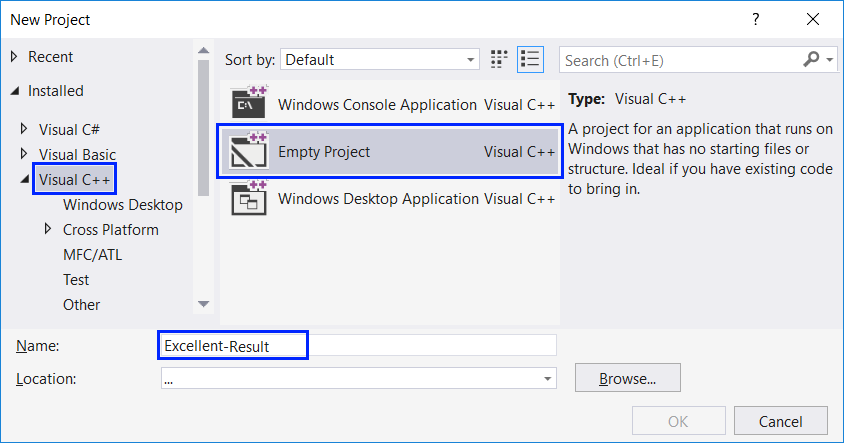 New Project
?
Recent
Installed
Visual C#
Visual Basic
Visual C++
Windows Desktop
Cross Platform
MFC/ATL
Test
Other
Sort by: Default
Search (Ctrl+E)
Windows Console Application Visual C++
Empty Project Visual C++
Windows Desktop Application Visual C++
Type: Visual C++
A project for an application that runs on
Windows that has no starting files or
structure. Ideal if you have existing code
to bring in.
Name: Excellent-Result
Location: ...
Browse...
OK
Cancel